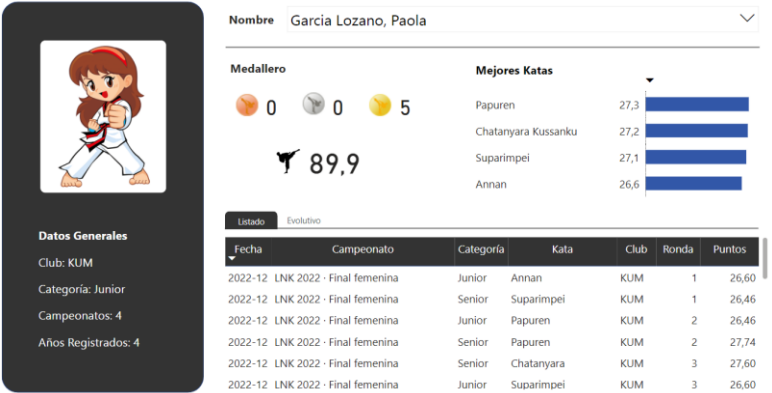 Nombre Garcia Lozano, Paola
Medallero
0 0 5
89,9
Mejores Katas
Papuren 27,3
Chatanyara Kussanku 27,2
Suparimpei 27,1
Annan 26,6
Datos Generales
Club: KUM
Categoría: Junior
Campeonatos: 4
Años Registrados: 4
Listado Evolutivo
Fecha Campeonato Categoría Kata Club Ronda Puntos
2022-12 LNK 2022 · Final femenina Junior Annan KUM 1 26,60
2022-12 LNK 2022 · Final femenina Senior Suparimpei KUM 1 26,46
2022-12 LNK 2022 · Final femenina Junior Papuren KUM 2 26,46
2022-12 LNK 2022 · Final femenina Senior Papuren KUM 2 27,74
2022-12 LNK 2022 · Final femenina Senior Chatanyara KUM 3 27,60
2022-12 LNK 2022 · Final femenina Junior Suparimpei KUM 3 26,60